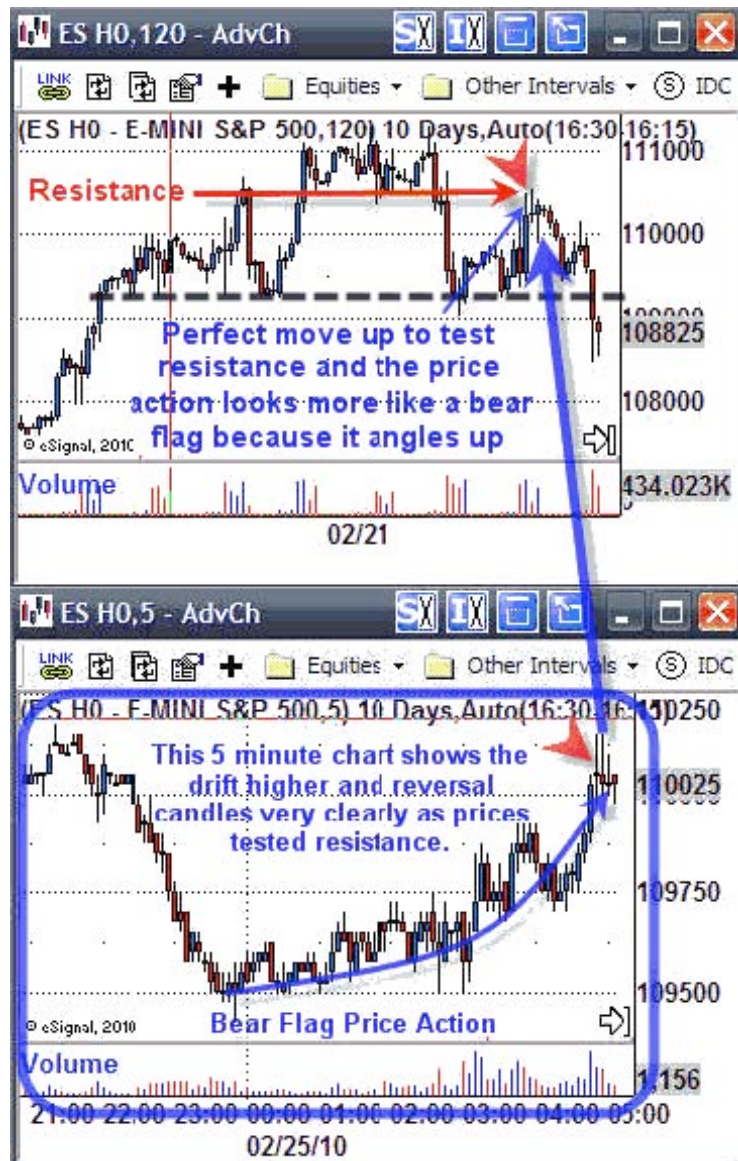 ES H0,120 - AdvCh
LINK Equities Other Intervals S IDC
(ES H0 - E-MINI S&P 500,120) 10 Days,Auto(16:30-16:15)
111000
Resistance
110000
108825
Perfect move up to test
resistance and the price
action looks more like a bear
flag because it angles up
108000
© eSignal, 2010
Volume
434.023K
02/21
ES H0,5 - AdvCh
LINK Equities Other Intervals S IDC
(ES H0 - E-MINI S&P 500,5) 10 Days,Auto(16:30-16:15)
110250
This 5 minute chart shows the
drift higher and reversal
candles very clearly as prices
tested resistance.
110025
109750
109500
© eSignal, 2010
Bear Flag Price Action
Volume
1,156
21:00 22:00 23:00 00:00 01:00 02:00 03:00 04:00 05:00
02/25/10